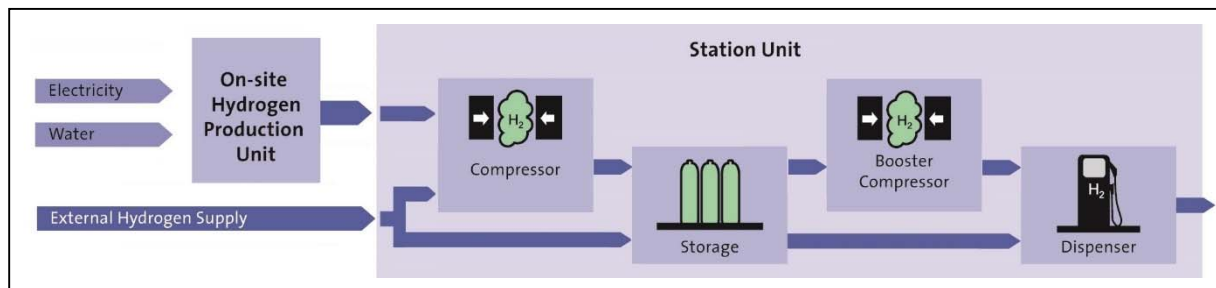 Station Unit
Electricity
Water
On-site
Hydrogen
Production
Unit
External Hydrogen Supply
H2
Compressor
Storage
H2
Booster
Compressor
H2
Dispenser